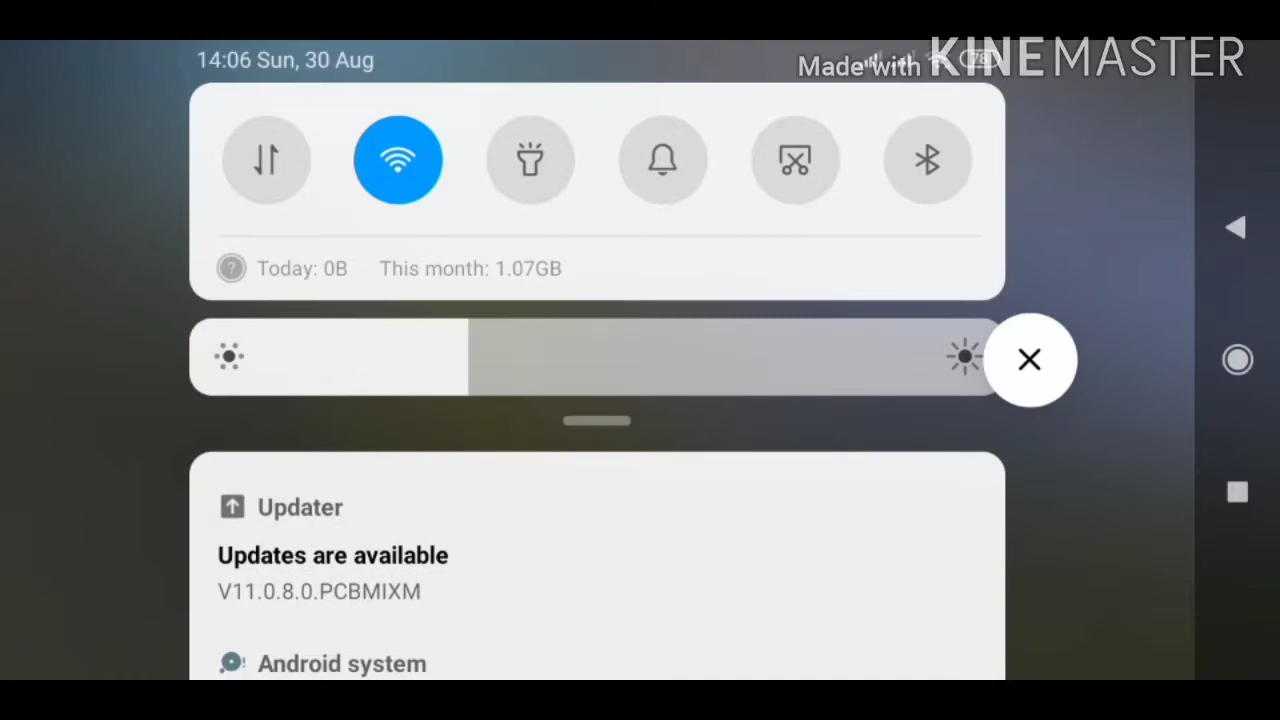 14:06 Sun, 30 Aug
Made with KINEMASTER
78
?
Today: 0B This month: 1.07GB
Updater
Updates are available
V11.0.8.0.PCBMIXM
Android system